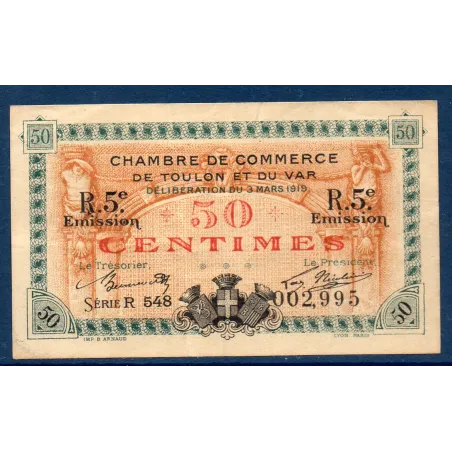 50 50
CHAMBRE DE COMMERCE
DE TOULON ET DU VAR
DÉLIBÉRATION DU 3 MARS 1919
R.5e R.5e
Emission 50 Emission
CENTIMES
Le Trésorier, Le Président,
SÉRIE R 548 002,995
50 50
IMP B ARNAUD LYON. PARIS